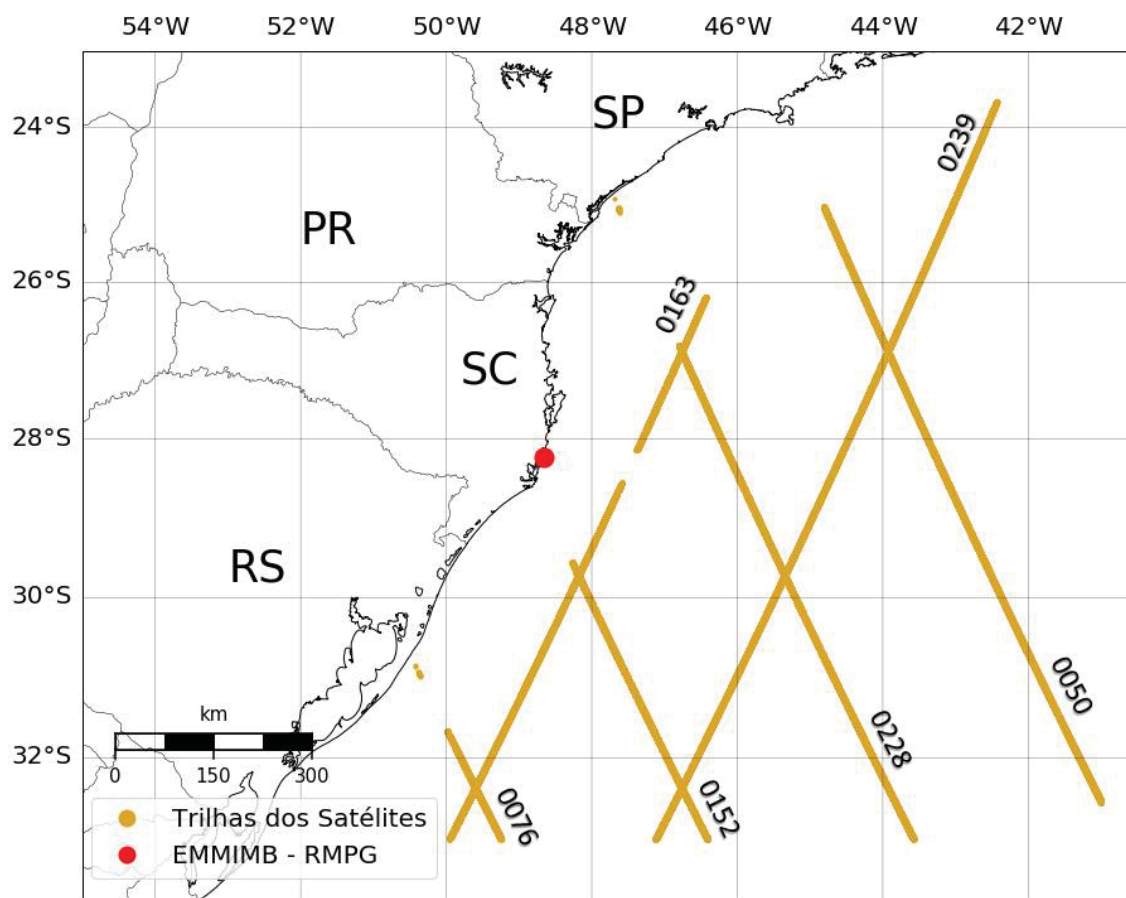 54°W 52°W 50°W 48°W 46°W 44°W 42°W
24°S
26°S
28°S
30°S
32°S
SP
PR
SC
RS
0239
0163
0050
0228
0152
0076
km
0 150 300
Trilhas dos Satélites
EMMIMB - RMPG